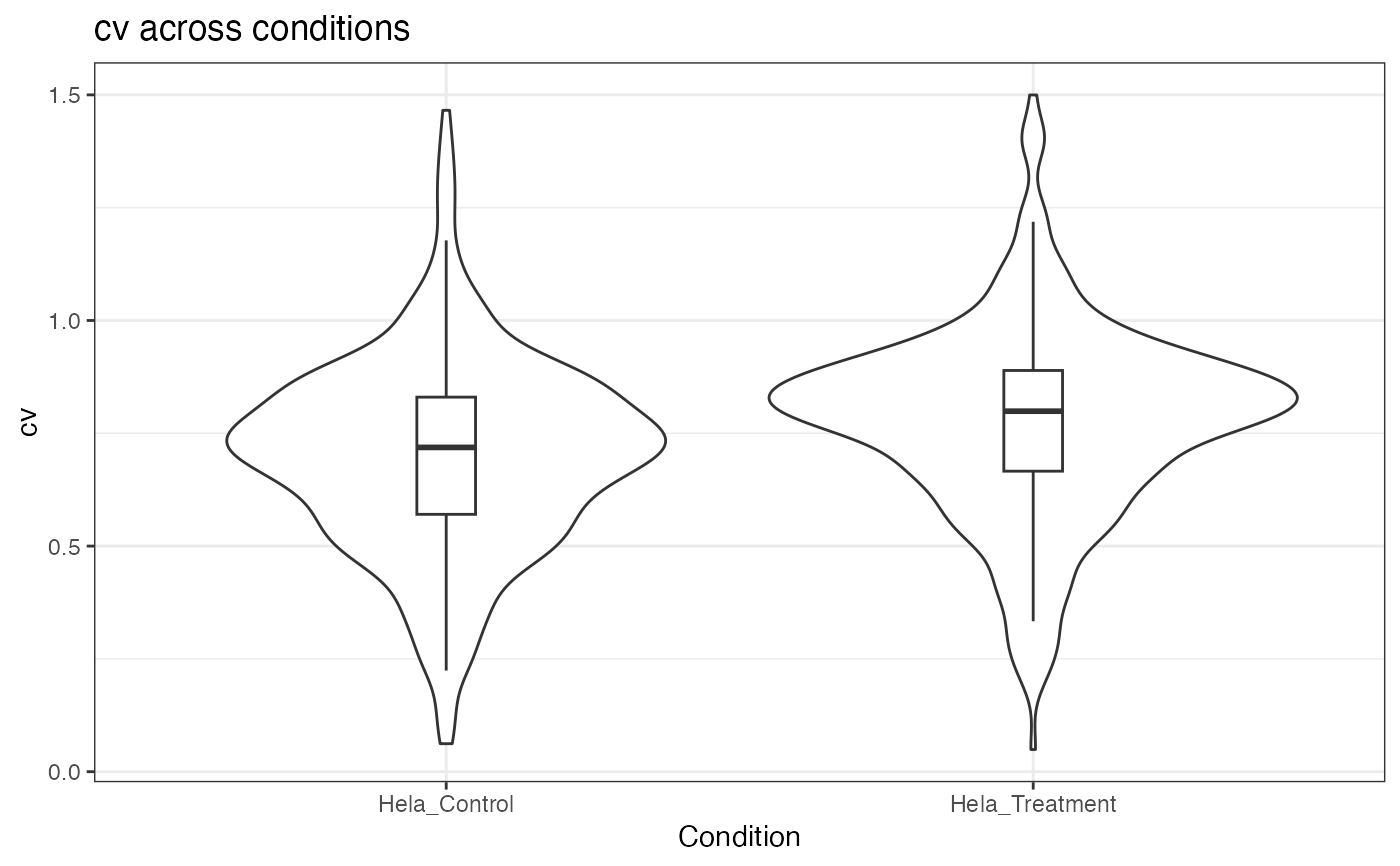 cv across conditions
1.5
1.0
0.5
0.0
cv
Hela_Control
Hela_Treatment
Condition